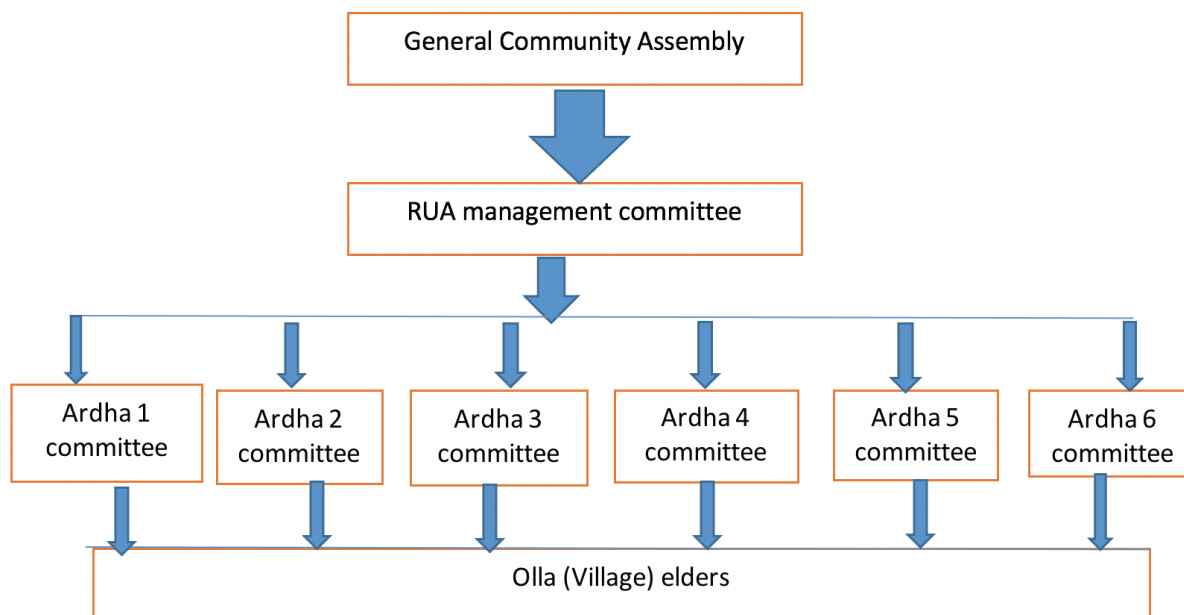 General Community Assembly
RUA management committee
Ardha 1
committee
Ardha 2
committee
Ardha 3
committee
Ardha 4
committee
Ardha 5
committee
Ardha 6
committee
Olla (Village) elders